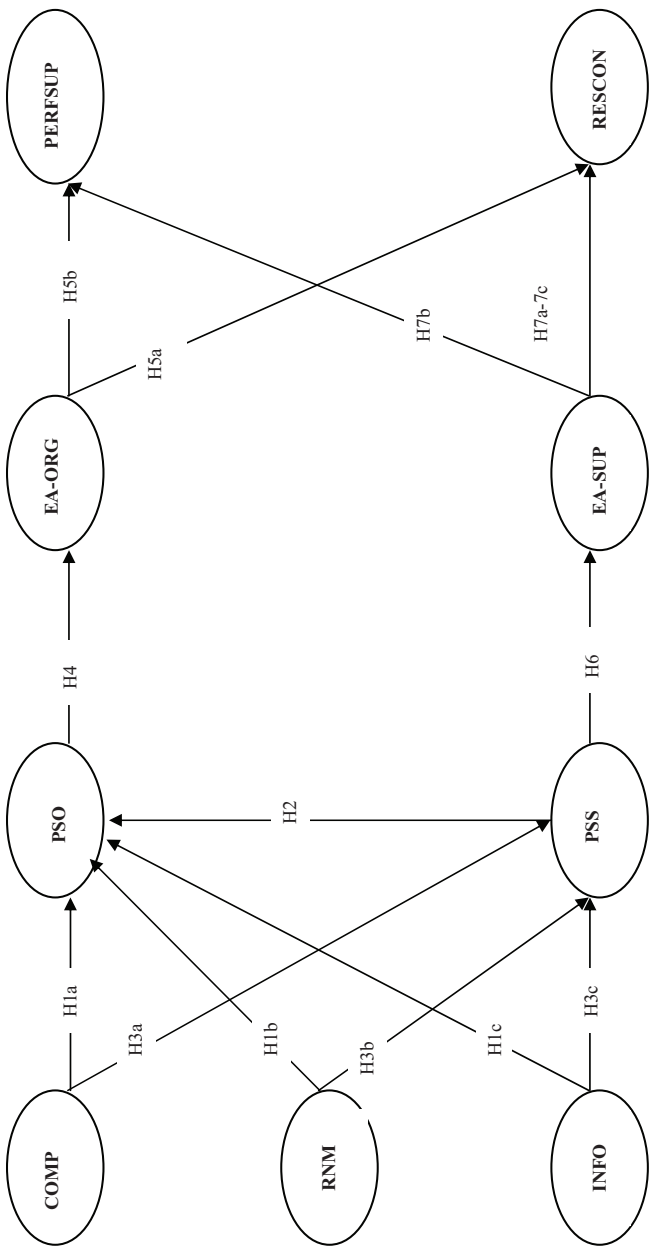 PERFSUP
RESCON
H5b
H5a
H7b
H7a-7c
EA-ORG
EA-SUP
H4
H6
PSO
H2
PSS
H1a
H3a
H1b
H3b
H1c
H3c
COMP
RNM
INFO